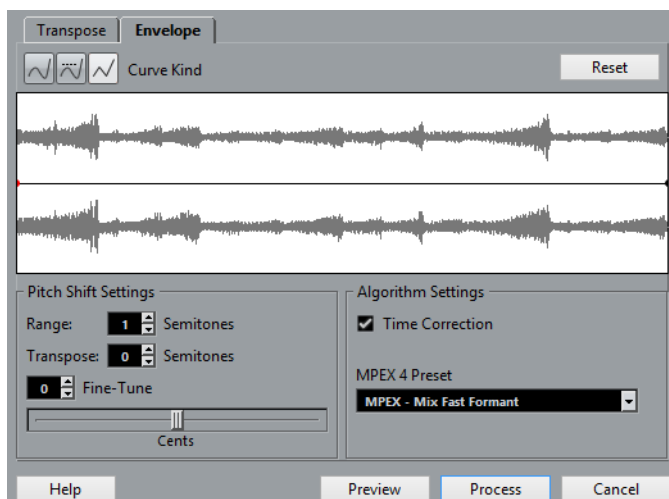 Transpose Envelope
Curve Kind Reset
Pitch Shift Settings
Range: 1 Semitones
Transpose: 0 Semitones
0 Fine-Tune
Cents
Algorithm Settings
Time Correction
MPEX 4 Preset
MPEX - Mix Fast Formant
Help Preview Process Cancel